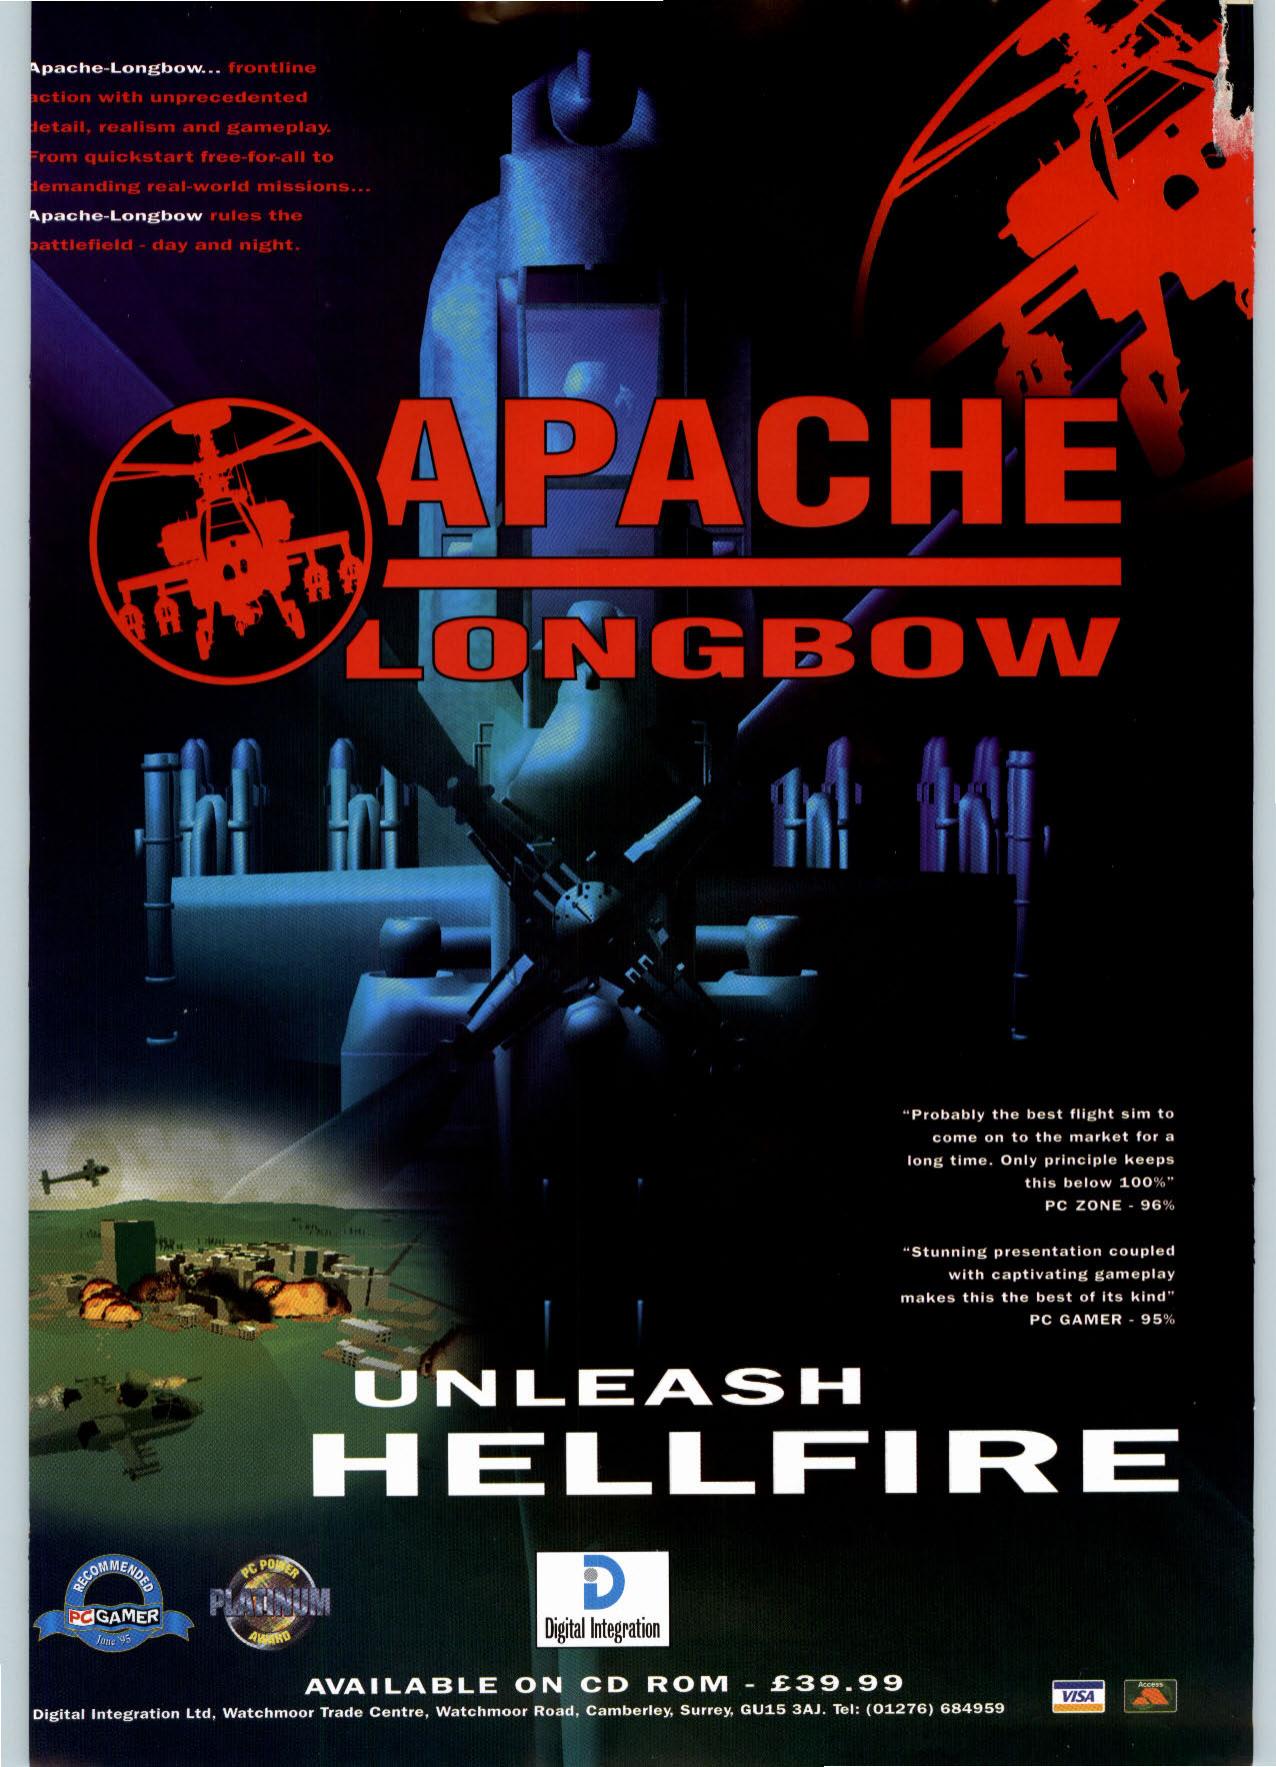 Apache-Longbow... frontline
action with unprecedented
detail, realism and gameplay.
From quickstart free-for-all to
demanding real-world missions...
Apache-Longbow rules the
battlefield - day and night.
APACHE
LONGBOW
"Probably the best flight sim to
come on to the market for a
long time. Only principle keeps
this below 100%"
PC ZONE - 96%
"Stunning presentation coupled
with captivating gameplay
makes this the best of its kind"
PC GAMER - 95%
UNLEASH
HELLFIRE
RECOMMENDED
PC GAMER
June '95
PC POWER
PLATINUM
AWARD
Digital Integration
AVAILABLE ON CD ROM - £39.99
Digital Integration Ltd, Watchmoor Trade Centre, Watchmoor Road, Camberley, Surrey, GU15 3AJ. Tel: (01276) 684959
VISA
Access